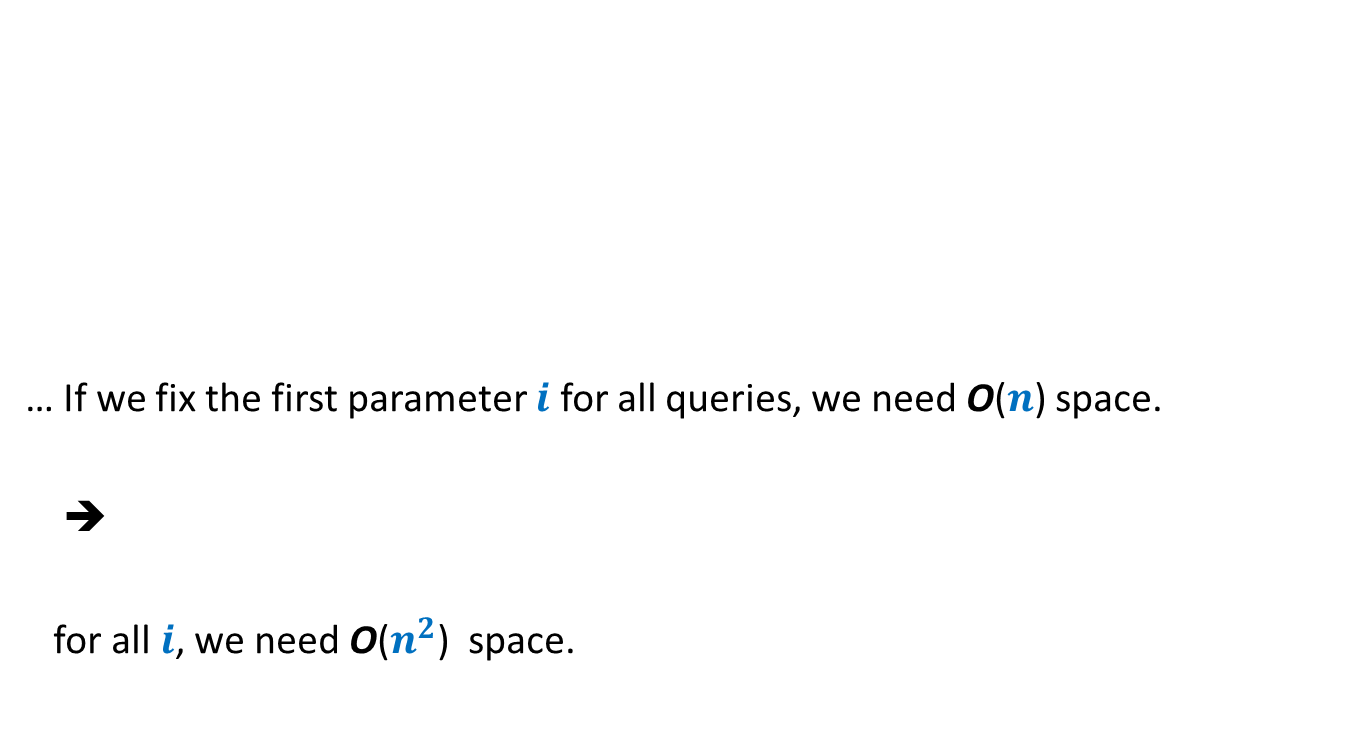 … If we fix the first parameter i for all queries, we need O(n) space.
➔
for all i, we need O(n²) space.